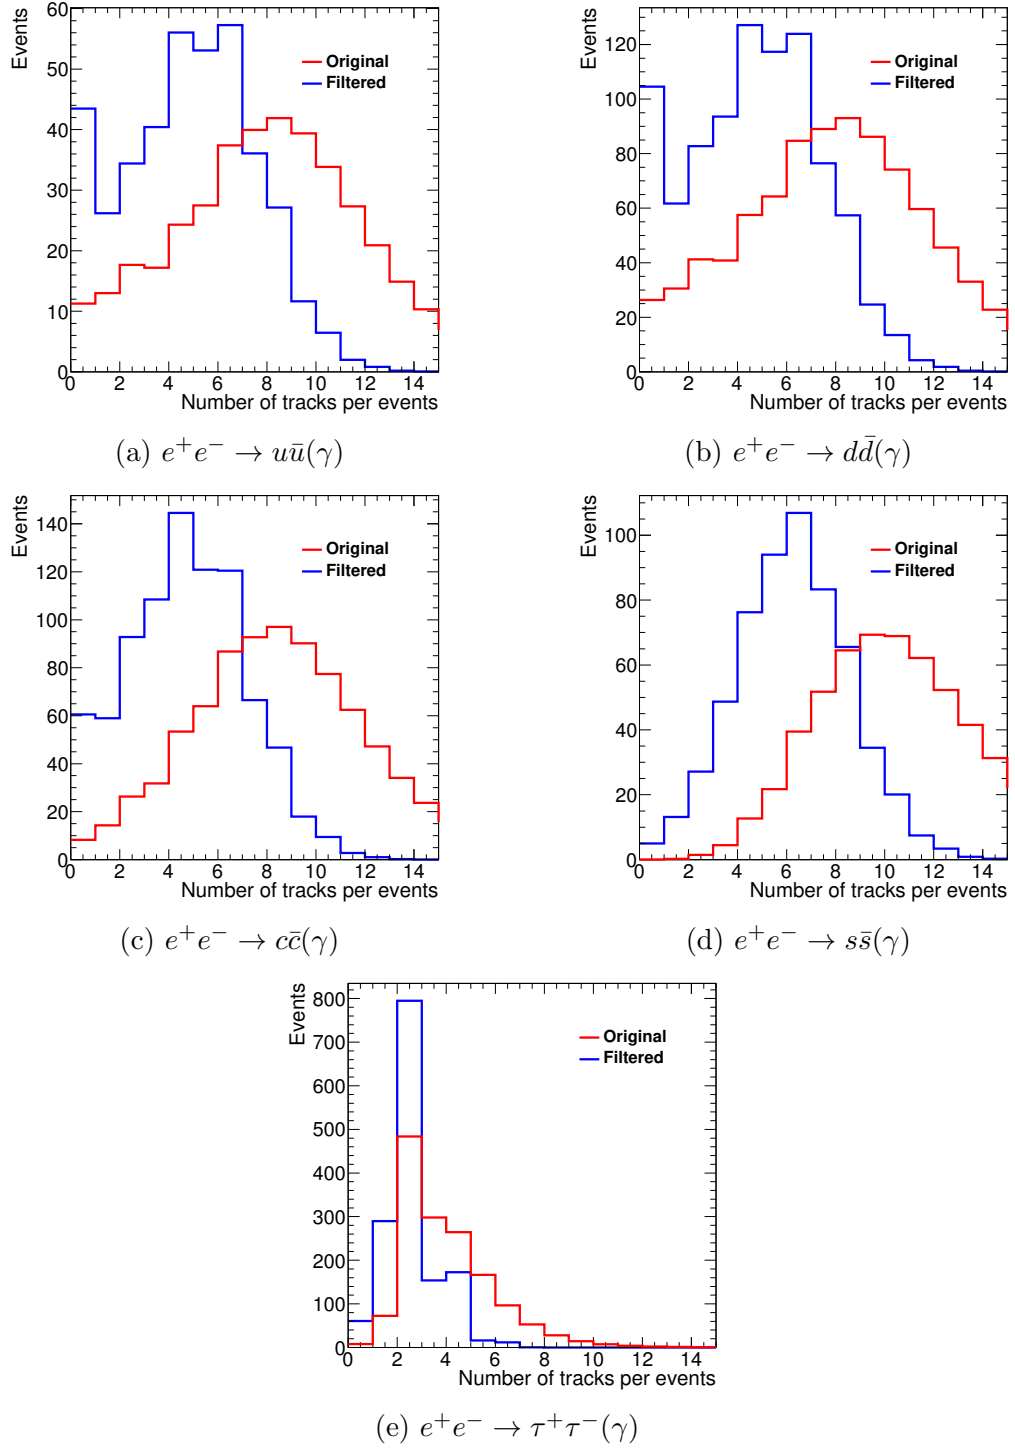 Events
60
50
40
30
20
10
0
Original
Filtered
0 2 4 6 8 10 12 14
Number of tracks per events
(a) e⁺e⁻ → uū(γ)
Events
120
100
80
60
40
20
0
Original
Filtered
0 2 4 6 8 10 12 14
Number of tracks per events
(b) e⁺e⁻ → dd̄(γ)
Events
140
120
100
80
60
40
20
0
Original
Filtered
0 2 4 6 8 10 12 14
Number of tracks per events
(c) e⁺e⁻ → cc̄(γ)
Events
100
80
60
40
20
0
Original
Filtered
0 2 4 6 8 10 12 14
Number of tracks per events
(d) e⁺e⁻ → ss̄(γ)
Events
800
700
600
500
400
300
200
100
0
Original
Filtered
0 2 4 6 8 10 12 14
Number of tracks per events
(e) e⁺e⁻ → τ⁺τ⁻(γ)